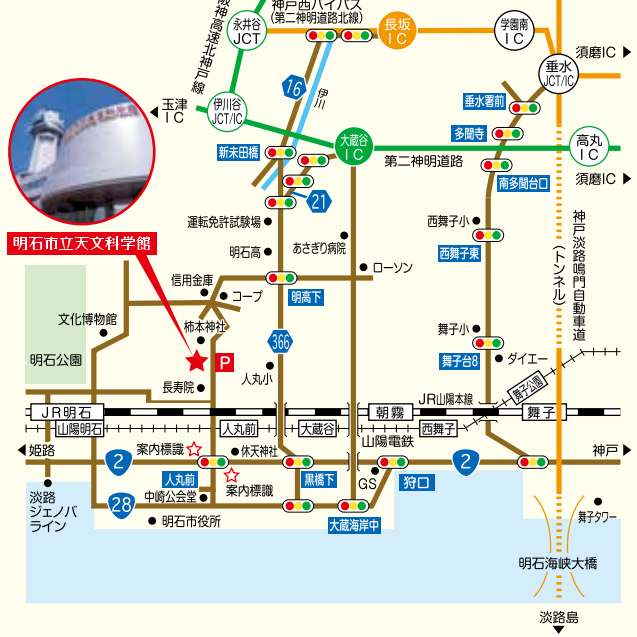 神戸西バイパス
(第二神明道路北線)
阪神高速北神戸線
永井谷
JCT
長坂
IC
学園南
IC
須磨IC
垂水
JCT/IC
16
伊川
玉津
IC
伊川谷
JCT/IC
垂水署前
多聞寺
新末田橋
大蔵谷
IC
第二神明道路
高丸
IC
須磨IC
南多聞台口
21
運転免許試験場
明石高
あさぎり病院
西舞子小
西舞子東
明石市立天文科学館
神戸淡路鳴門自動車道
(トンネル)
信用金庫
コープ
ローソン
明高下
文化博物館
柿本神社
366
舞子小
明石公園
P
人丸小
舞子台8
ダイエー
長寿院
舞子公園
JR山陽本線
JR明石
朝霧
舞子
山陽明石
人丸前
大蔵谷
山陽電鉄
西舞子
姫路
案内標識
休天神社
神戸
2
2
人丸前
黒橋下
GS
狩口
案内標識
淡路
ジェノバ
ライン
28
中崎公会堂
明石市役所
大蔵海岸中
舞子タワー
明石海峡大橋
淡路島